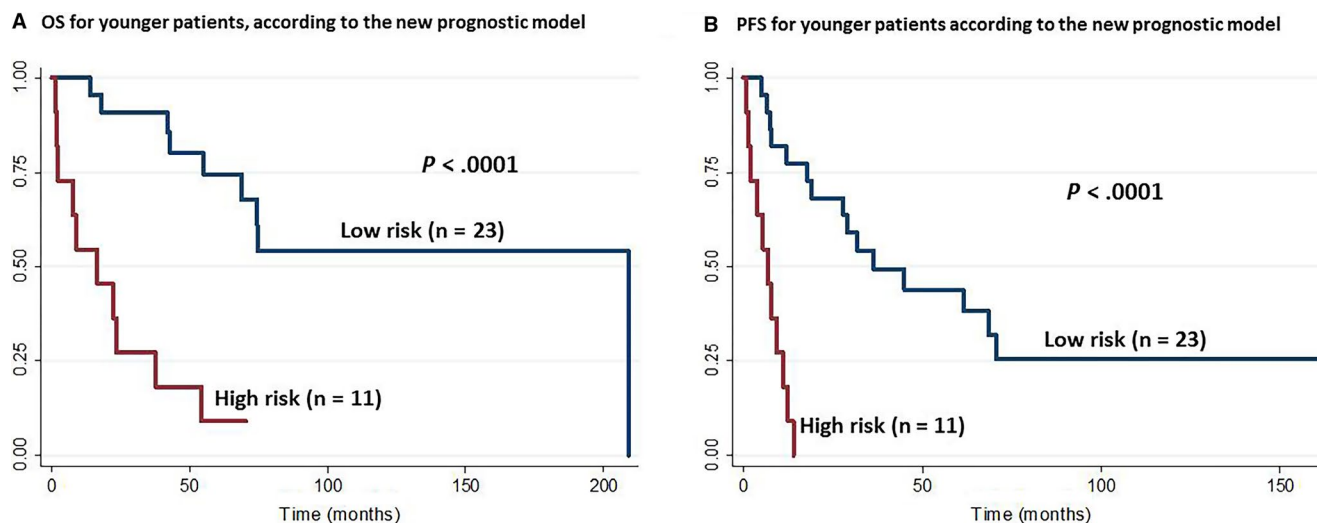 A OS for younger patients, according to the new prognostic model
1.00
0.75
0.50
0.25
0.00
P < .0001
Low risk (n = 23)
High risk (n = 11)
0 50 100 150 200
Time (months)
B PFS for younger patients according to the new prognostic model
1.00
0.75
0.50
0.25
0.00
P < .0001
Low risk (n = 23)
High risk (n = 11)
0 50 100 150
Time (months)